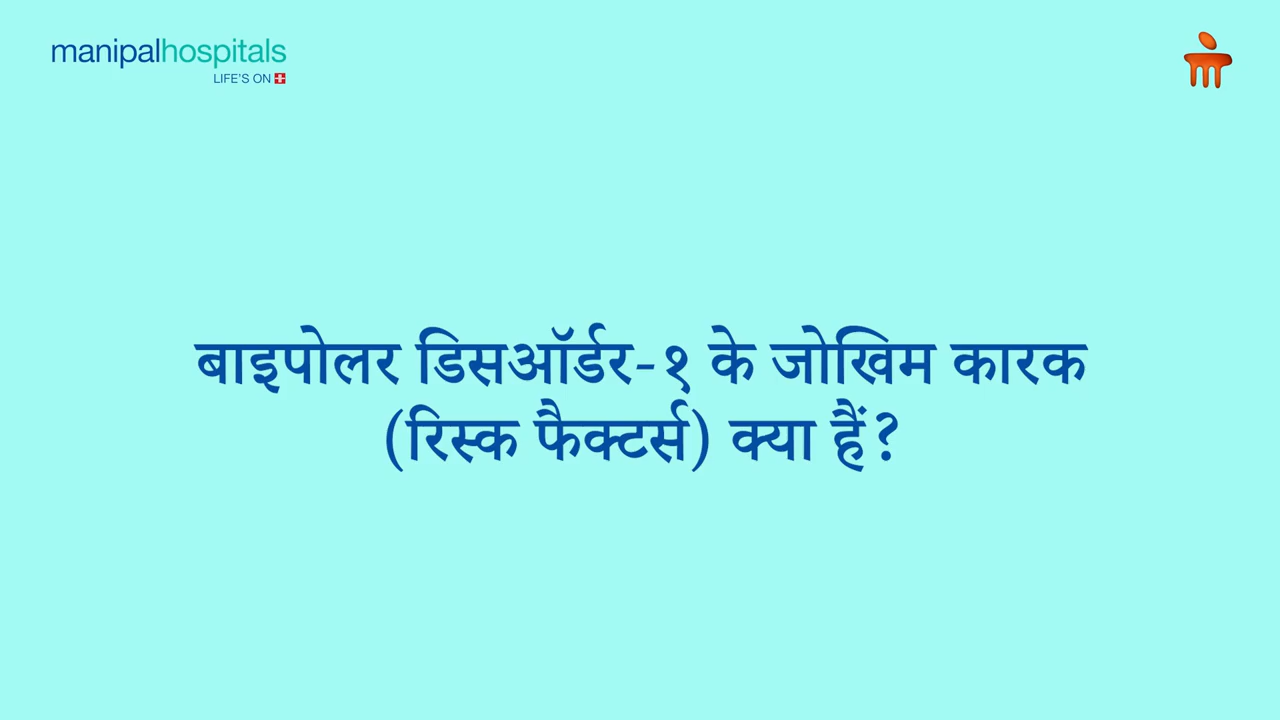 manipalhospitals
LIFE'S ON
बाइपोलर डिसऑर्डर-१ के जोखिम कारक
(रिस्क फैक्टर्स) क्या हैं?